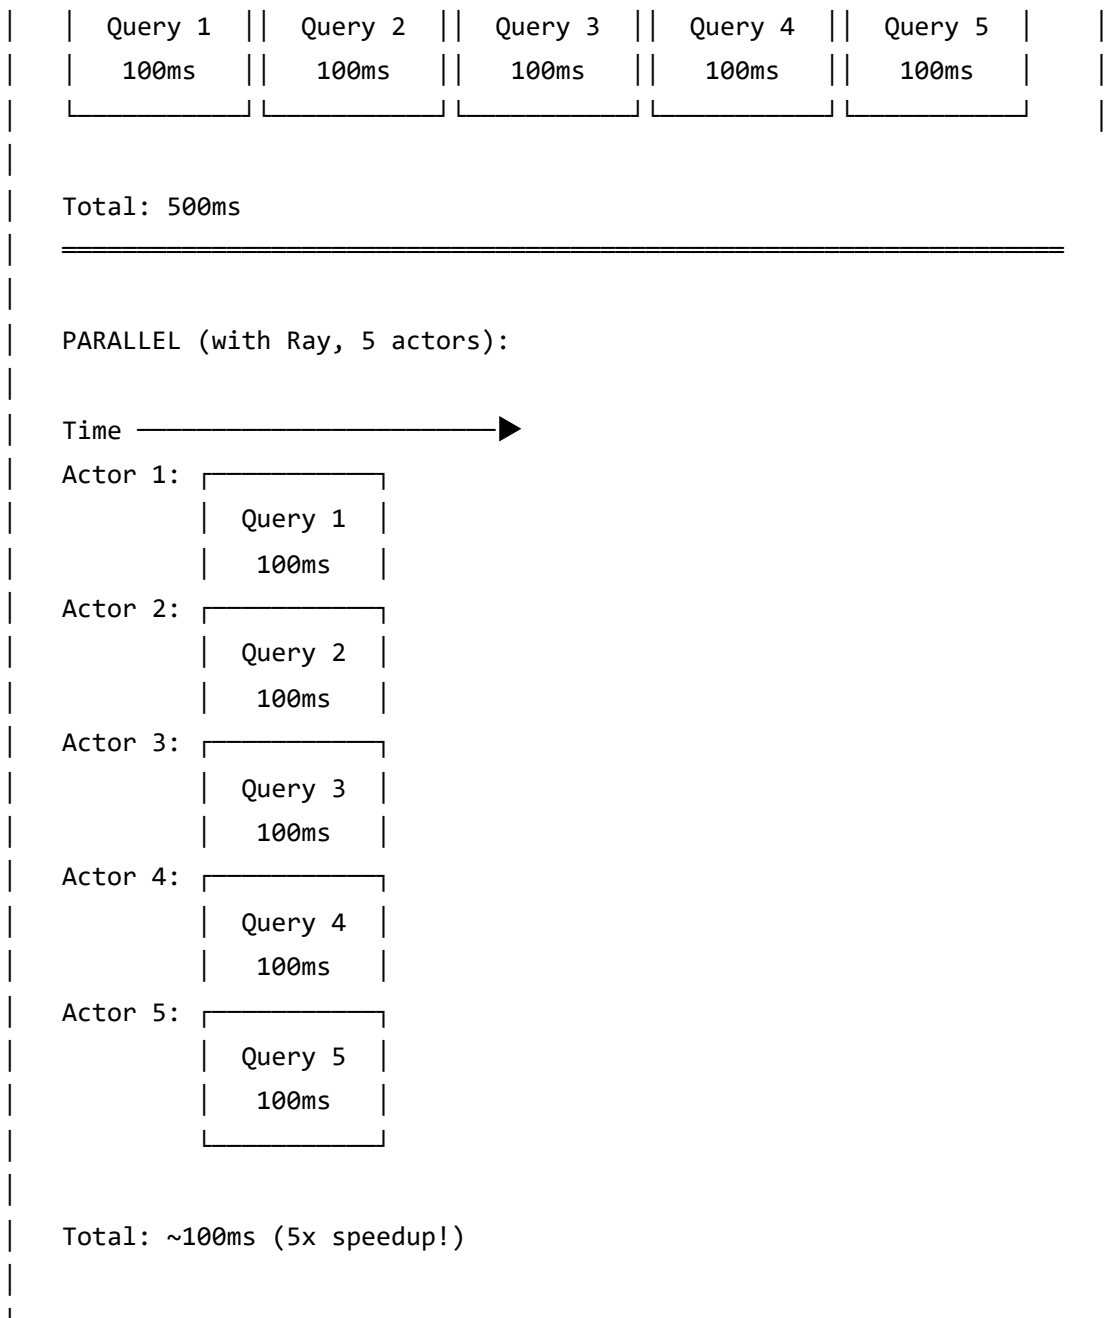 Query 1 Query 2 Query 3 Query 4 Query 5
100ms 100ms 100ms 100ms 100ms
Total: 500ms
PARALLEL (with Ray, 5 actors):
Time
Actor 1:
Query 1
100ms
Actor 2:
Query 2
100ms
Actor 3:
Query 3
100ms
Actor 4:
Query 4
100ms
Actor 5:
Query 5
100ms
Total: ~100ms (5x speedup!)